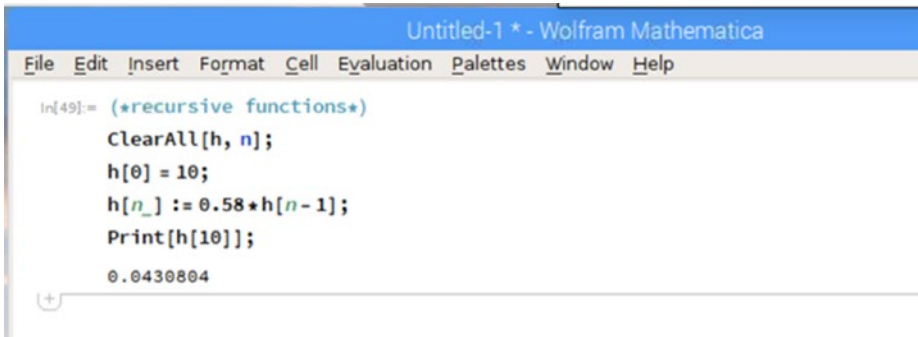 Untitled-1 * - Wolfram Mathematica
File Edit Insert Format Cell Evaluation Palettes Window Help
In[49]:= (*recursive functions*)
ClearAll[h, n];
h[0] = 10;
h[n_] := 0.58*h[n-1];
Print[h[10]];
0.0430804